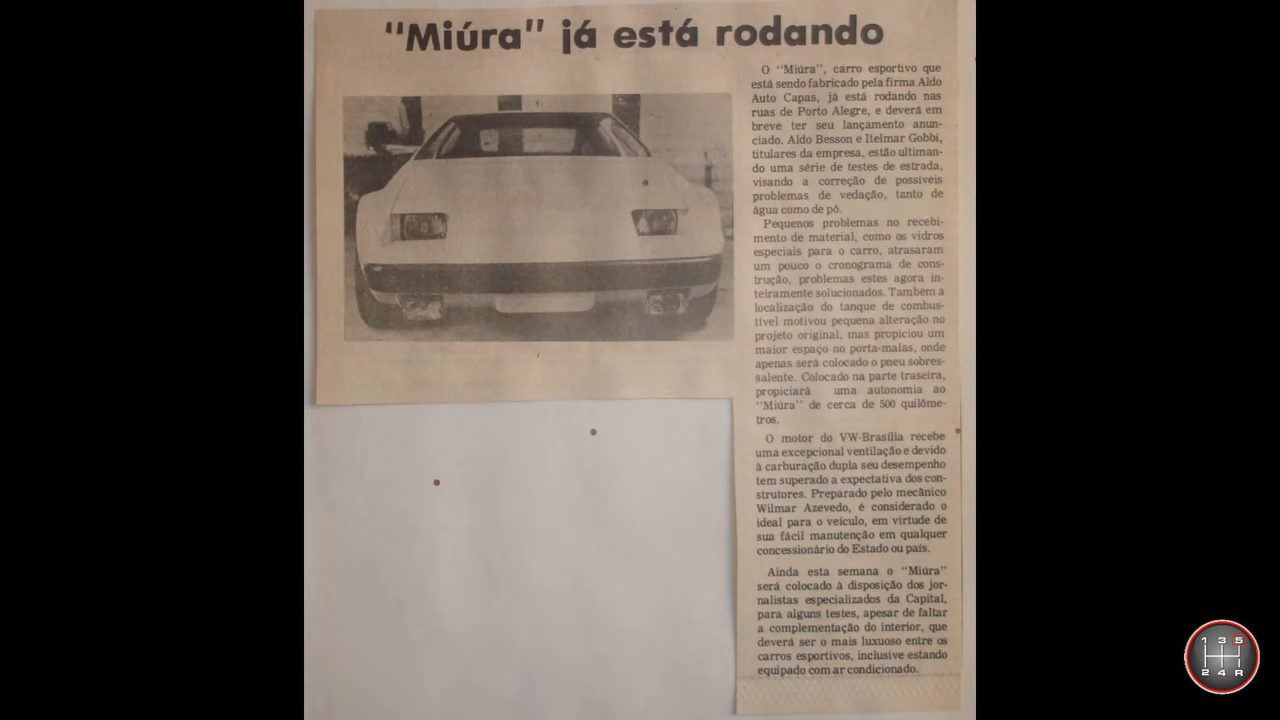 "Miúra" já está rodando
O "Miúra", carro esportivo que
está sendo fabricado pela firma Aldo
Auto Capas, já está rodando nas
ruas de Porto Alegre, e deverá em
breve ter seu lançamento anun-
ciado. Aldo Besson e Itelmar Gobbi,
titulares da empresa, estão ultiman-
do uma série de testes de estrada,
visando a correção de possíveis
problemas de vedação, tanto de
água como de pó.
Pequenos problemas no recebi-
mento de material, como os vidros
especiais para o carro, atrasaram
um pouco o cronograma de cons-
trução, problemas estes agora in-
teiramente solucionados. Também a
localização do tanque de combus-
tível motivou pequena alteração no
projeto original, mas propiciou um
maior espaço no porta-malas, onde
apenas será colocado o pneu sobres-
salente. Colocado na parte traseira,
propiciará uma autonomia ao
"Miúra" de cerca de 500 quilôme-
tros.
O motor do VW-Brasília recebe
uma excepcional ventilação e devido
à carburação dupla seu desempenho
tem superado a expectativa dos con-
strutores. Preparado pelo mecânico
Wilmar Azevedo, é considerado o
ideal para o veículo, em virtude de
sua fácil manutenção em qualquer
concessionário do Estado ou país.
Ainda esta semana o "Miúra"
será colocado à disposição dos jor-
nalistas especializados da Capital,
para alguns testes, apesar de faltar
a complementação do interior, que
deverá ser o mais luxuoso entre os
carros esportivos, inclusive estando
equipado com ar condicionado.
1 3 5
2 4 R